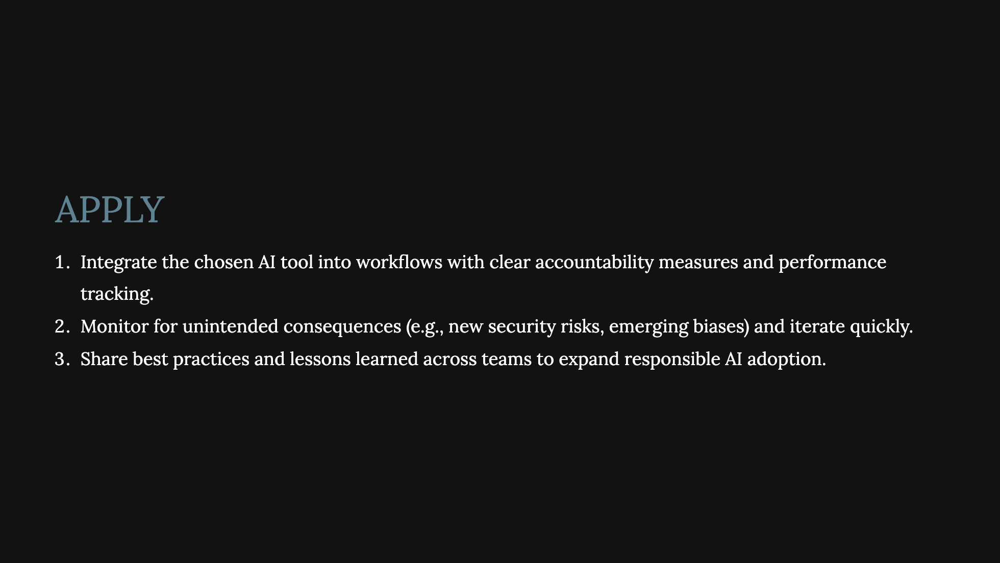 APPLY
1. Integrate the chosen AI tool into workflows with clear accountability measures and performance
tracking.
2. Monitor for unintended consequences (e.g., new security risks, emerging biases) and iterate quickly.
3. Share best practices and lessons learned across teams to expand responsible AI adoption.